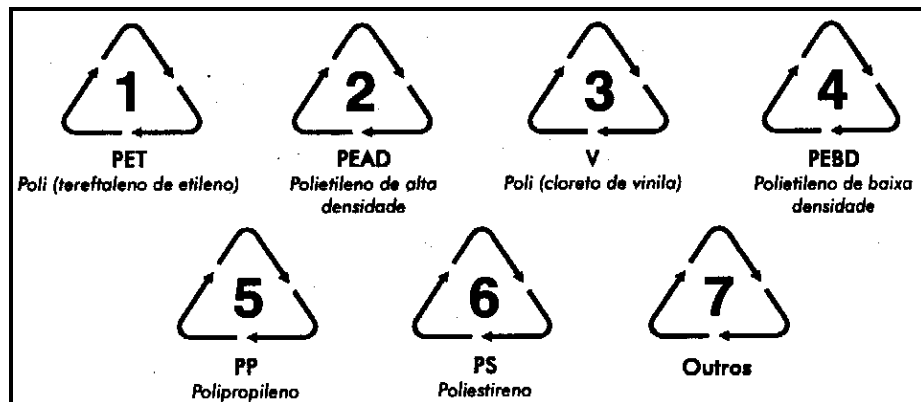 1 2 3 4
PET PEAD V PEBD
Poli (tereftaleno de etileno) Polietileno de alta densidade Poli (cloreto de vinila) Polietileno de baixa densidade
5 6 7
PP PS Outros
Polipropileno Poliestireno